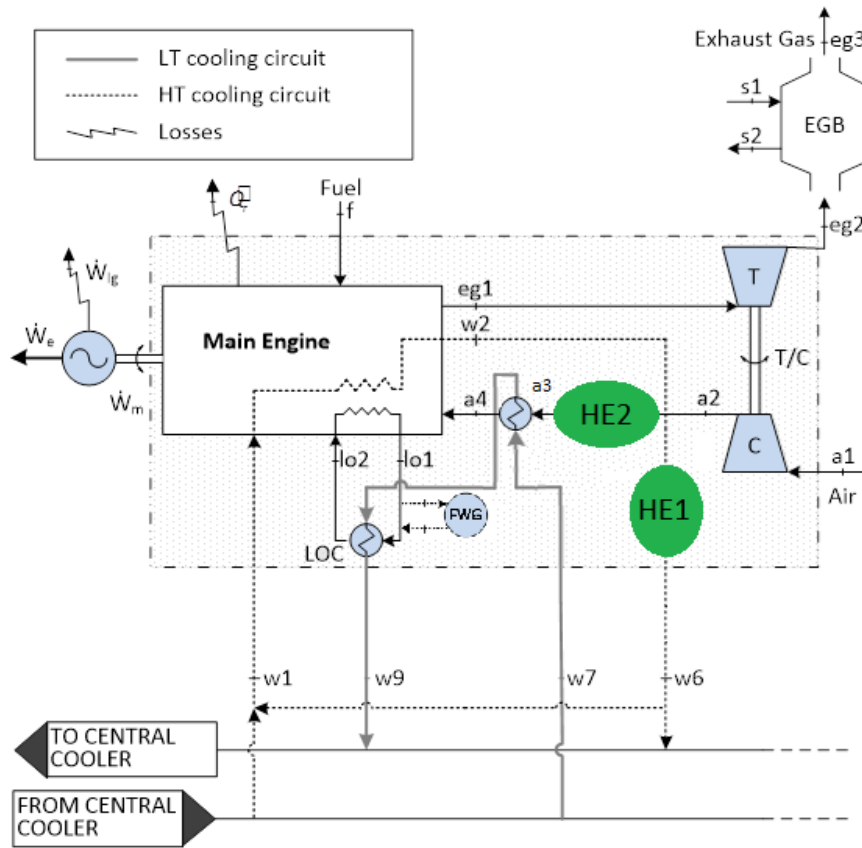 Exhaust Gas
eg3
LT cooling circuit
HT cooling circuit
Losses
s1
EGB
s2
Fuel
f
eg2
Ẇlg
Ẇe
Ẇm
Main Engine
eg1
w2
T
T/C
a4
a3
HE2
a2
C
a1
Air
lo2
lo1
FWG
HE1
LOC
w1
w9
w7
w6
TO CENTRAL
COOLER
FROM CENTRAL
COOLER